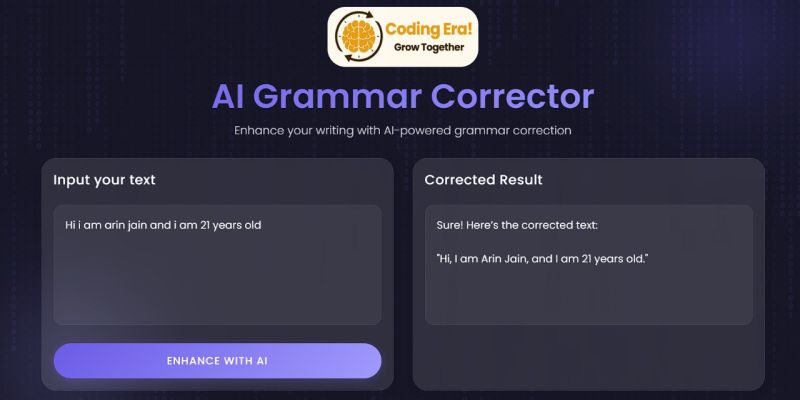 Coding Era!
Grow Together
AI Grammar Corrector
Enhance your writing with AI-powered grammar correction
Input your text
Hi i am arin jain and i am 21 years old
ENHANCE WITH AI
Corrected Result
Sure! Here’s the corrected text:
"Hi, I am Arin Jain, and I am 21 years old."